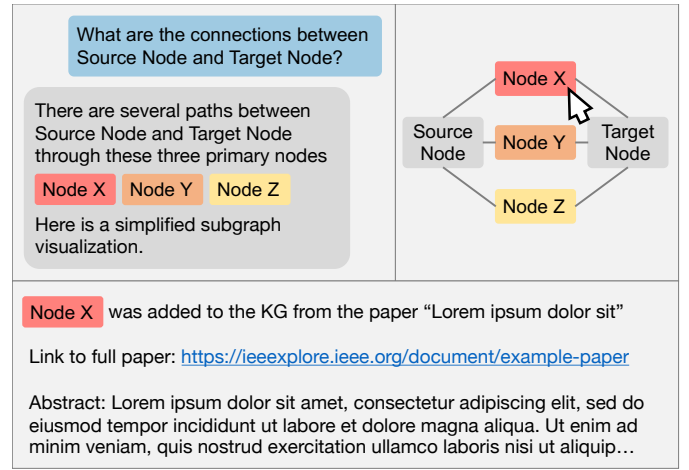 What are the connections between
Source Node and Target Node?
There are several paths between
Source Node and Target Node
through these three primary nodes
Node X Node Y Node Z
Here is a simplified subgraph
visualization.
Node X
Source
Node
Node Y
Target
Node
Node Z
Node X was added to the KG from the paper “Lorem ipsum dolor sit”
Link to full paper: https://ieeexplore.ieee.org/document/example-paper
Abstract: Lorem ipsum dolor sit amet, consectetur adipiscing elit, sed do
eiusmod tempor incididunt ut labore et dolore magna aliqua. Ut enim ad
minim veniam, quis nostrud exercitation ullamco laboris nisi ut aliquip…